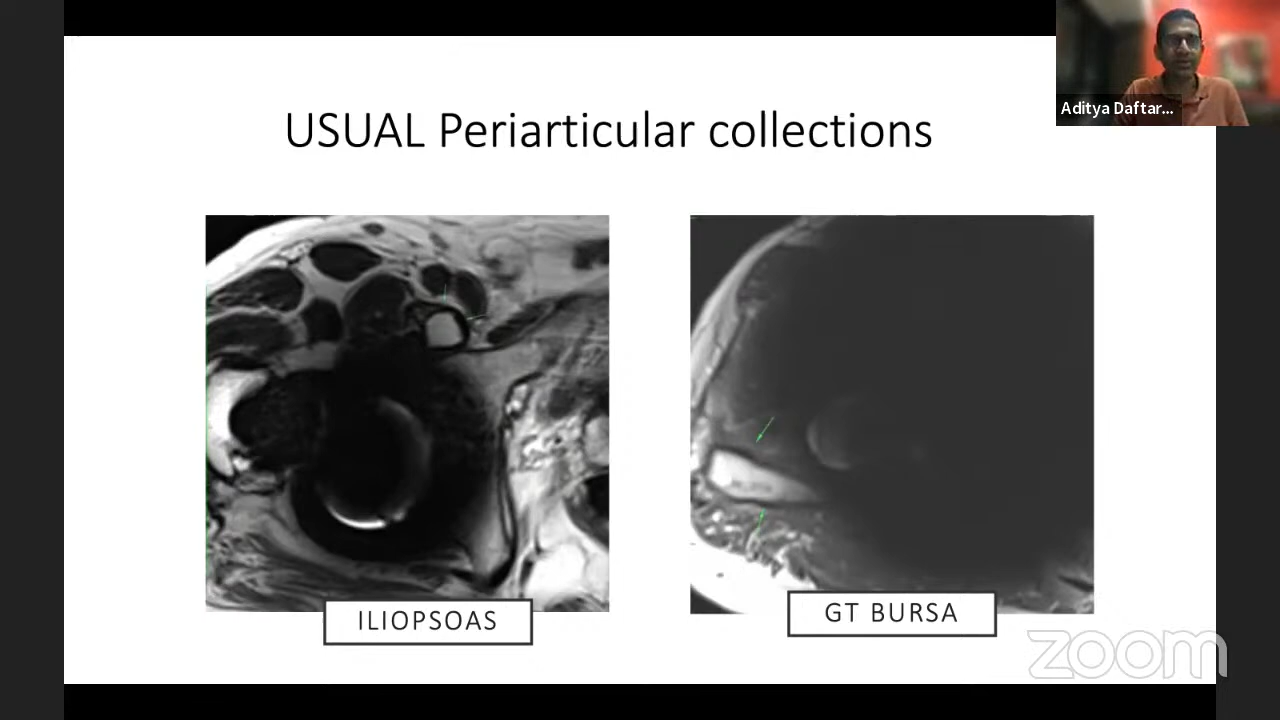 Aditya Daftar...
USUAL Periarticular collections
ILIOPSOAS
GT BURSA
zoom